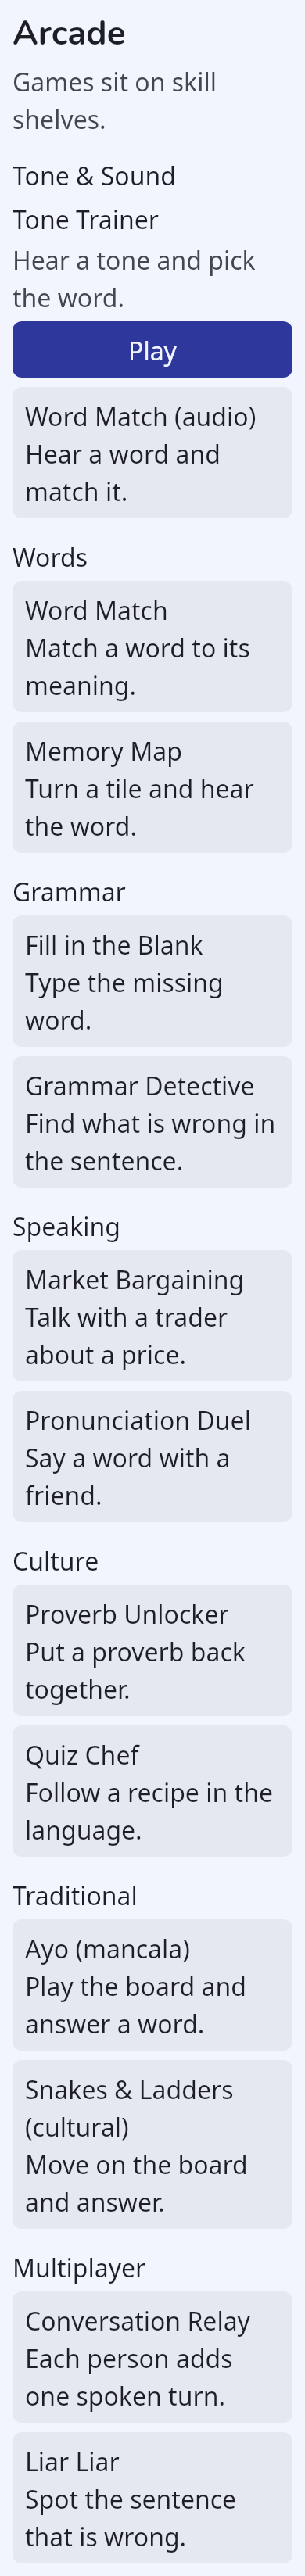 Arcade
Games sit on skill
shelves.
Tone & Sound
Tone Trainer
Hear a tone and pick
the word.
Play
Word Match (audio)
Hear a word and
match it.
Words
Word Match
Match a word to its
meaning.
Memory Map
Turn a tile and hear
the word.
Grammar
Fill in the Blank
Type the missing
word.
Grammar Detective
Find what is wrong in
the sentence.
Speaking
Market Bargaining
Talk with a trader
about a price.
Pronunciation Duel
Say a word with a
friend.
Culture
Proverb Unlocker
Put a proverb back
together.
Quiz Chef
Follow a recipe in the
language.
Traditional
Ayo (mancala)
Play the board and
answer a word.
Snakes & Ladders
(cultural)
Move on the board
and answer.
Multiplayer
Conversation Relay
Each person adds
one spoken turn.
Liar Liar
Spot the sentence
that is wrong.